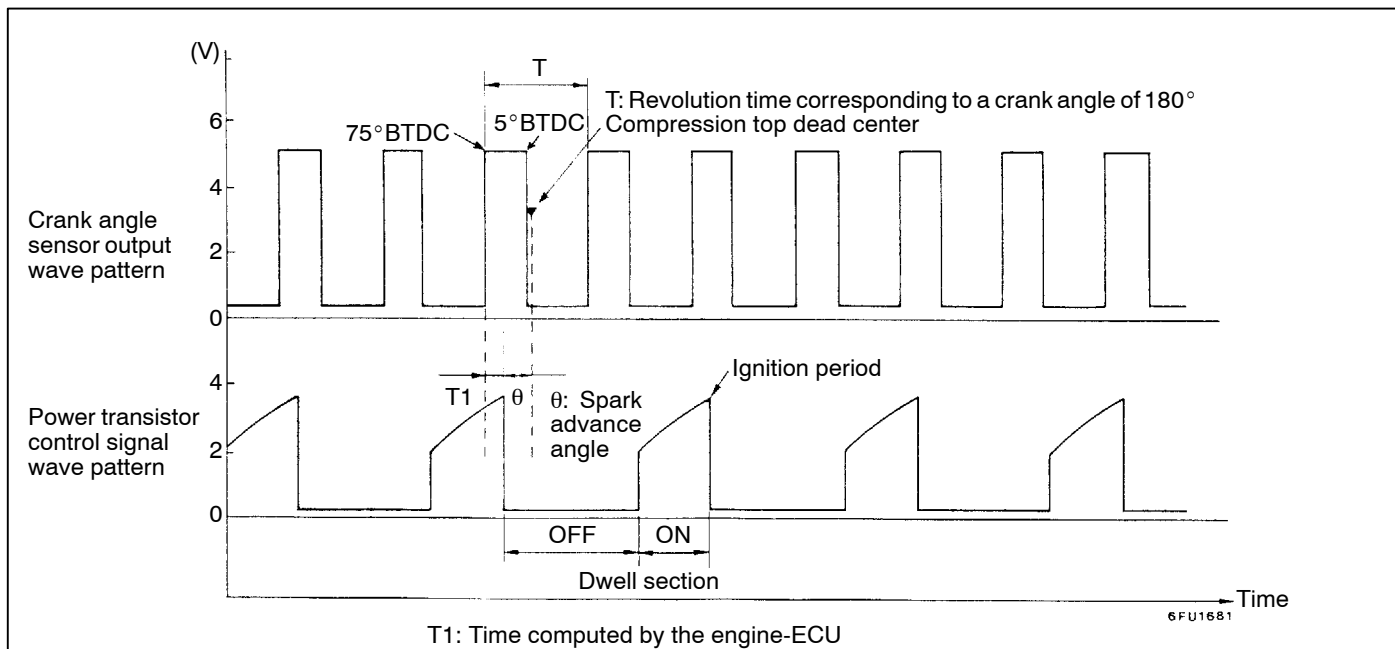 (V)
T
T: Revolution time corresponding to a crank angle of 180°
Compression top dead center
75°BTDC
5°BTDC
6
4
2
0
Crank angle
sensor output
wave pattern
Ignition period
4
2
0
T1
θ
θ: Spark
advance
angle
Power transistor
control signal
wave pattern
OFF
ON
Dwell section
Time
6FU1681
T1: Time computed by the engine-ECU